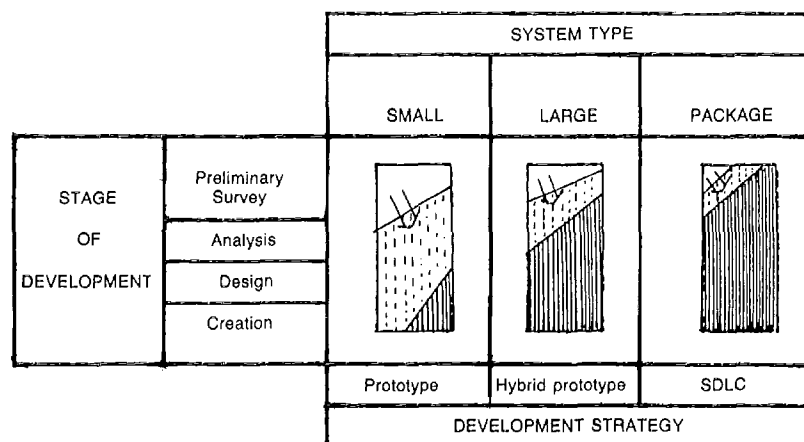 SYSTEM TYPE
SMALL LARGE PACKAGE
STAGE
OF
DEVELOPMENT
Preliminary
Survey
Analysis
Design
Creation
Prototype Hybrid prototype SDLC
DEVELOPMENT STRATEGY